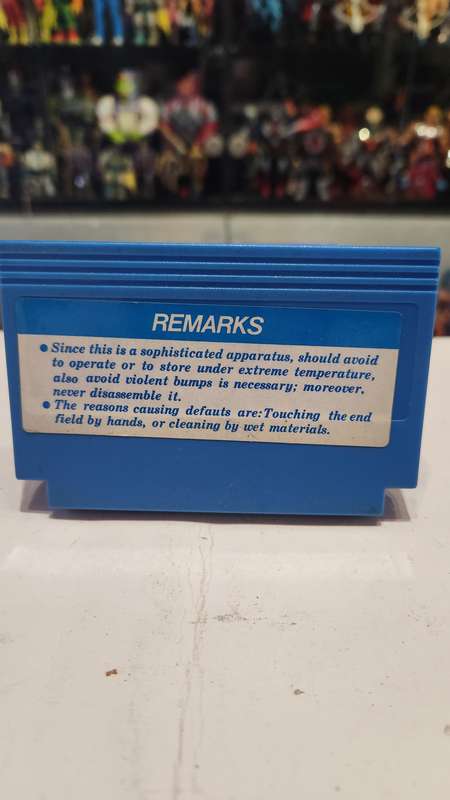 REMARKS
● Since this is a sophisticated apparatus, should avoid
to operate or to store under extreme temperature,
also avoid violent bumps is necessary; moreover,
never disassemble it.
● The reasons causing defauts are: Touching the end
field by hands, or cleaning by wet materials.